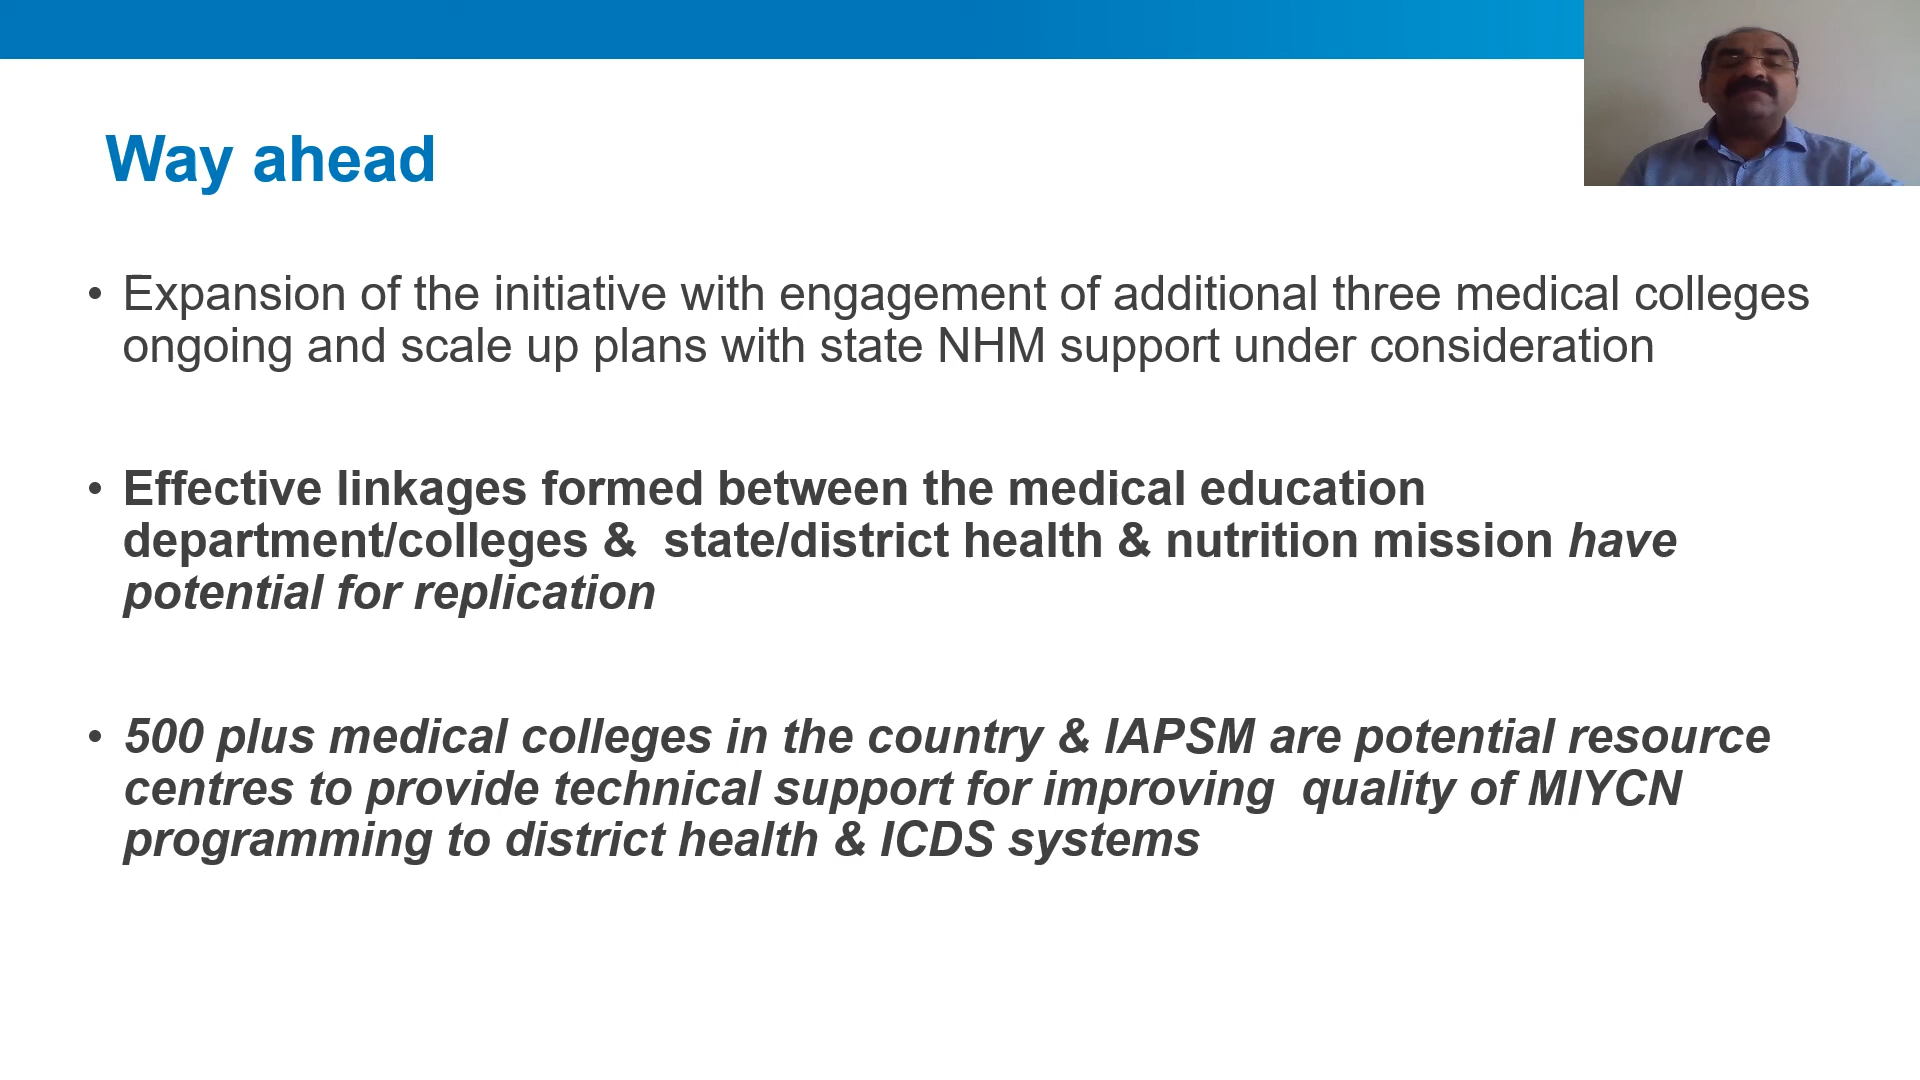 Way ahead
• Expansion of the initiative with engagement of additional three medical colleges
ongoing and scale up plans with state NHM support under consideration
• Effective linkages formed between the medical education
department/colleges &  state/district health & nutrition mission have
potential for replication
• 500 plus medical colleges in the country & IAPSM are potential resource
centres to provide technical support for improving  quality of MIYCN
programming to district health & ICDS systems